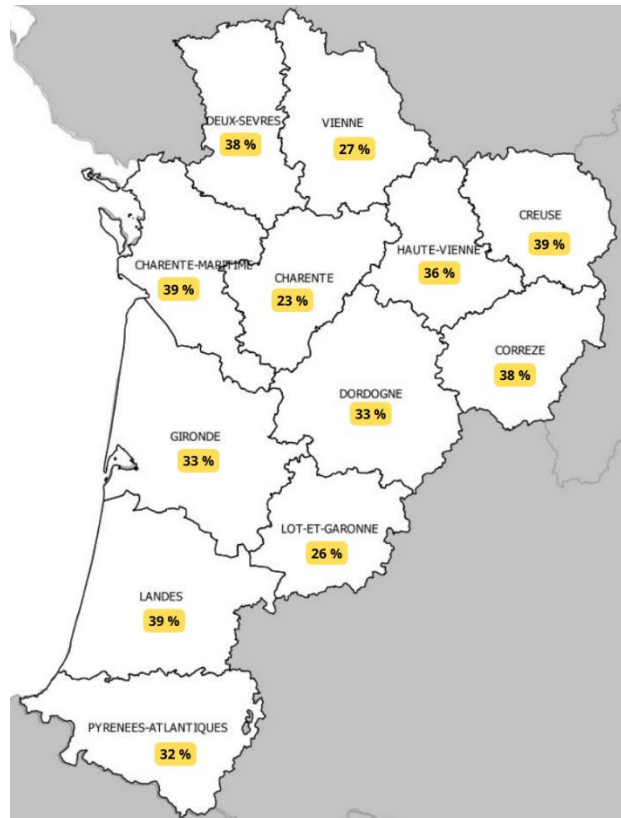 DEUX-SEVRES
38 %
VIENNE
27 %
CREUSE
39 %
HAUTE-VIENNE
36 %
CHARENTE-MARITIME
39 %
CHARENTE
23 %
CORREZE
38 %
DORDOGNE
33 %
GIRONDE
33 %
LOT-ET-GARONNE
26 %
LANDES
39 %
PYRENEES-ATLANTIQUES
32 %